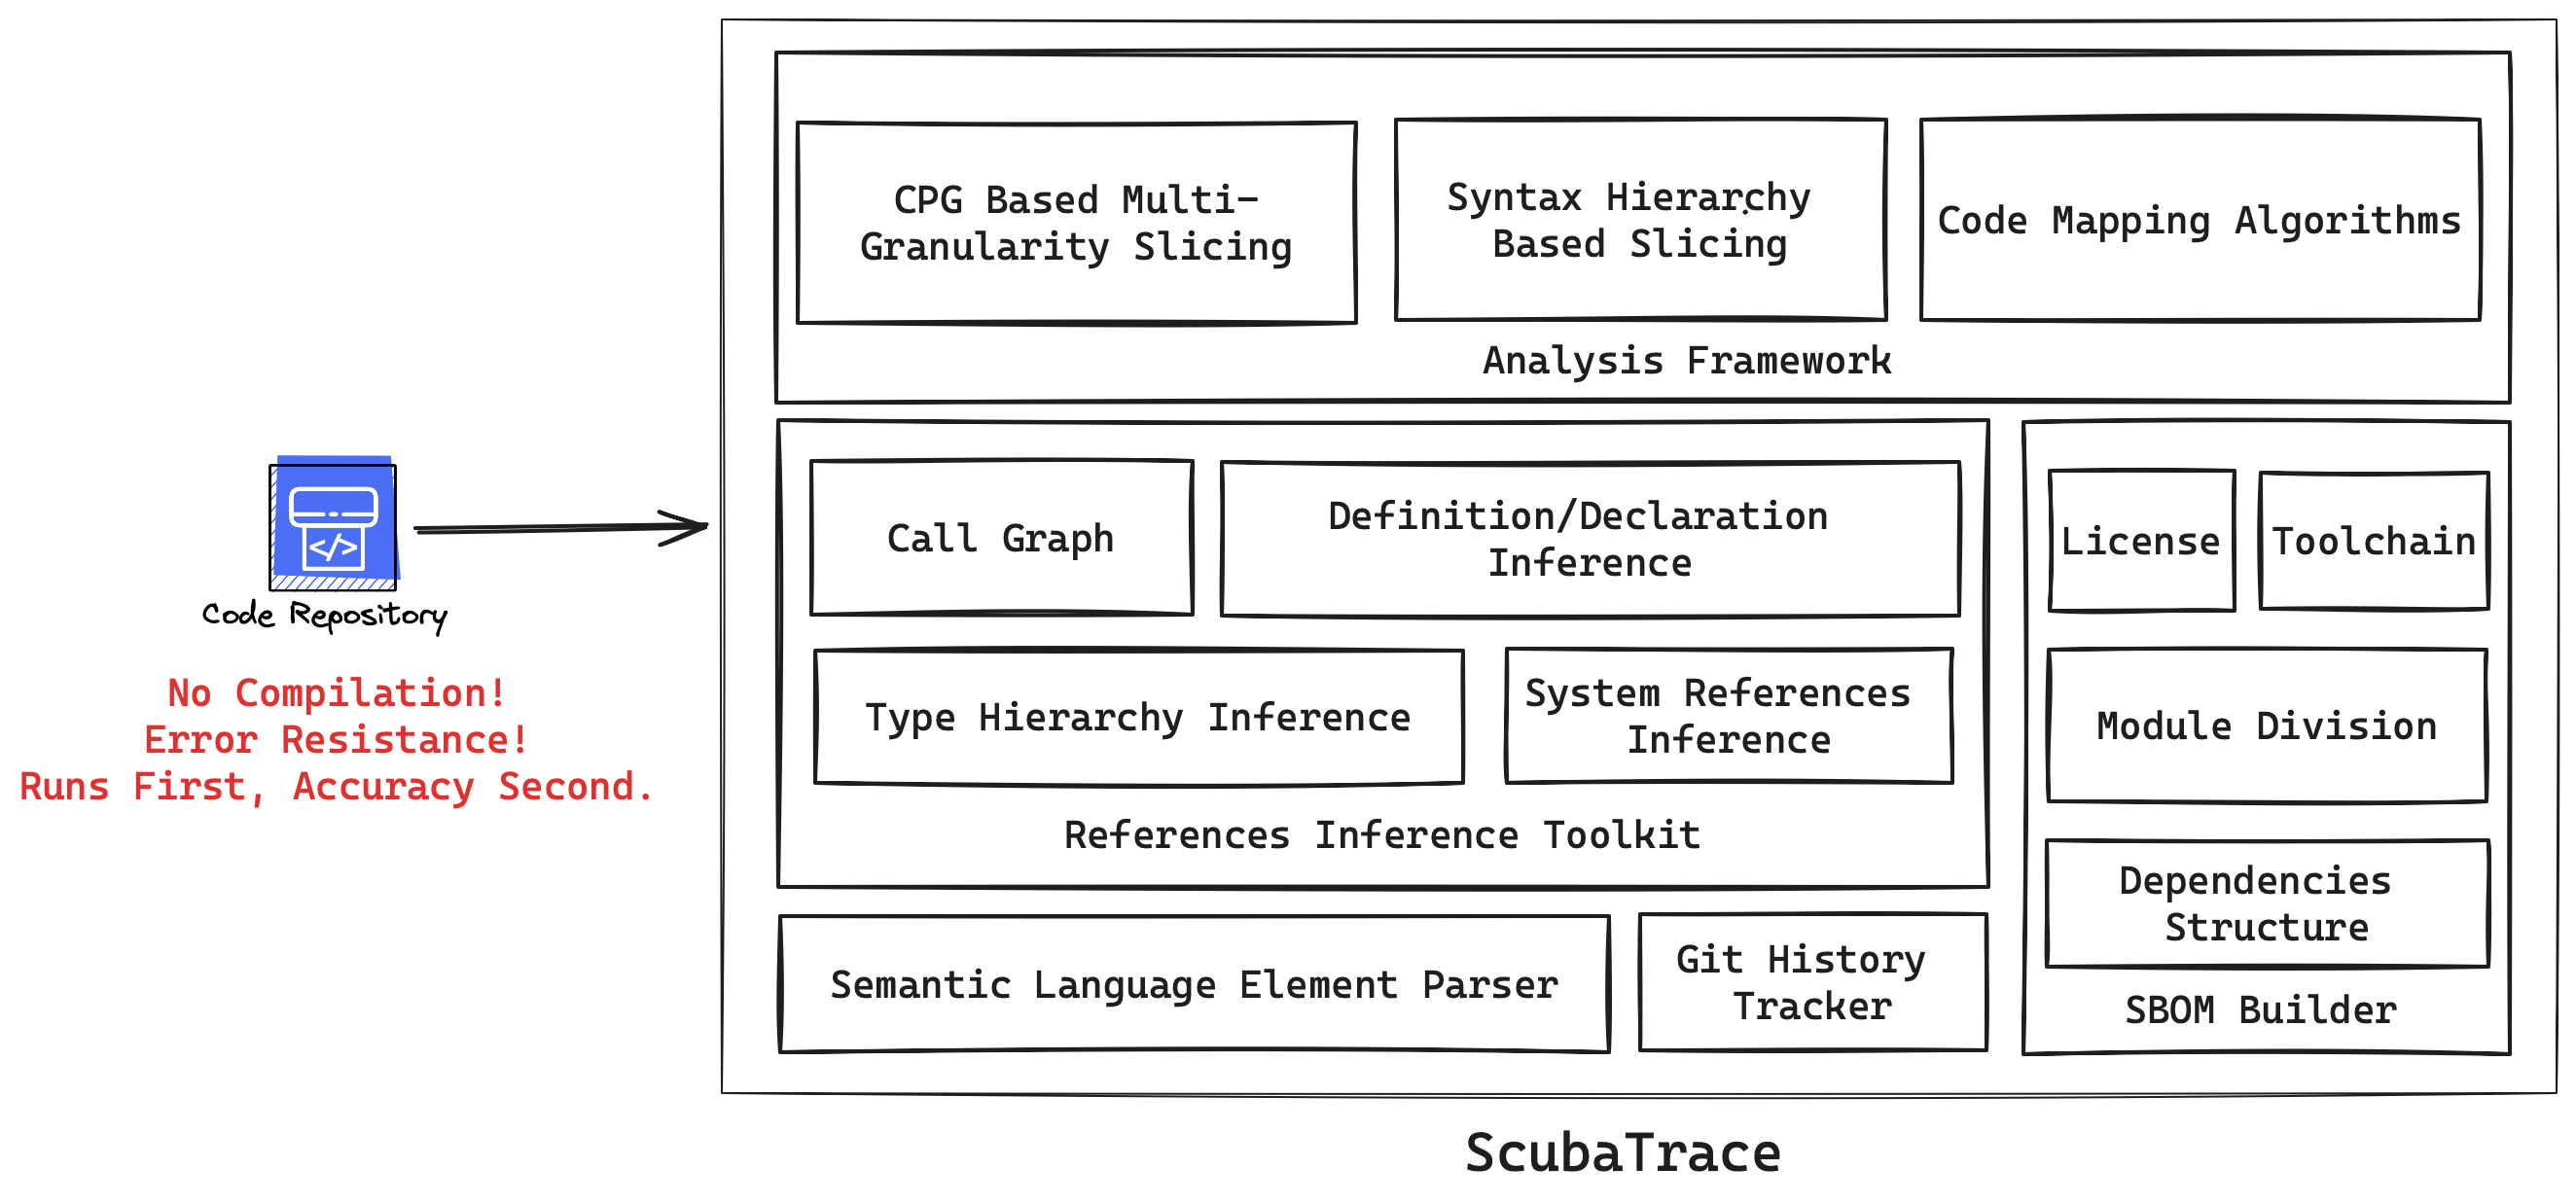 CPG Based Multi-
Granularity Slicing
Syntax Hierarchy
Based Slicing
Code Mapping Algorithms
Analysis Framework
</>
Code Repository
No Compilation!
Error Resistance!
Runs First, Accuracy Second.
Call Graph
Definition/Declaration
Inference
Type Hierarchy Inference
System References
Inference
References Inference Toolkit
License
Toolchain
Module Division
Dependencies
Structure
SBOM Builder
Semantic Language Element Parser
Git History
Tracker
ScubaTrace